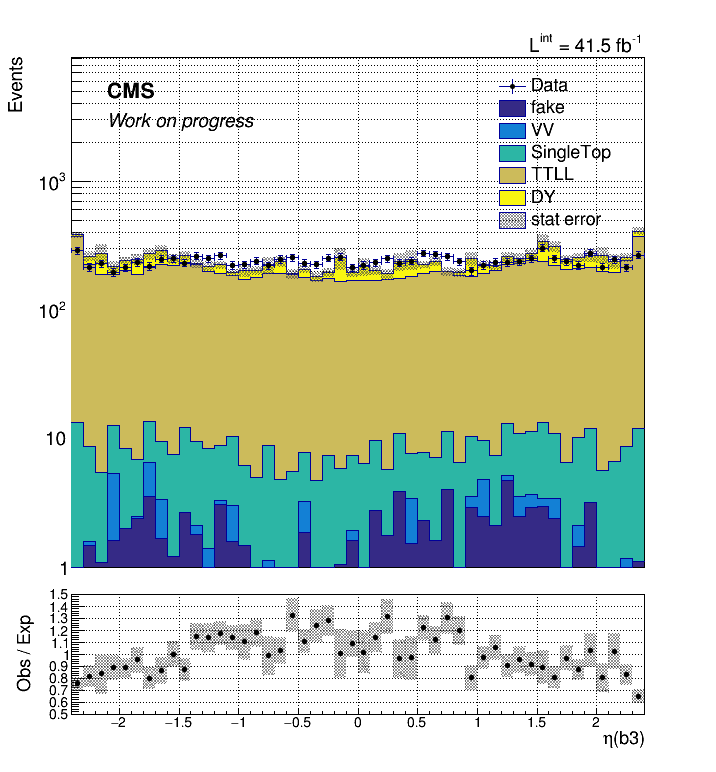 L^int = 41.5 fb^-1
Events
CMS
Work on progress
Data
fake
VV
SingleTop
TTLL
DY
stat error
10^3
10^2
10
1
Obs / Exp
1.5
1.4
1.3
1.2
1.1
1
0.9
0.8
0.7
0.6
0.5
−2 −1.5 −1 −0.5 0 0.5 1 1.5 2
η(b3)